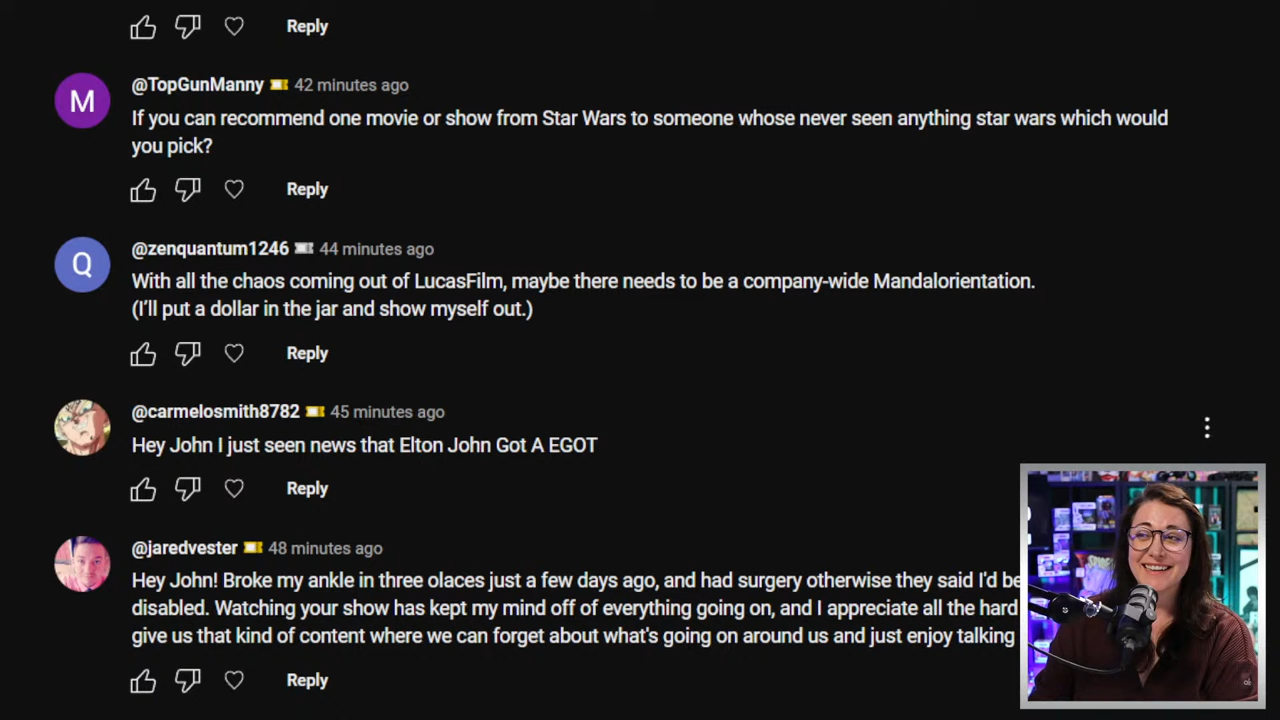 Reply
@TopGunManny 42 minutes ago
If you can recommend one movie or show from Star Wars to someone whose never seen anything star wars which would
you pick?
Reply
@zenquantum1246 44 minutes ago
With all the chaos coming out of LucasFilm, maybe there needs to be a company-wide Mandalorientation.
(I'll put a dollar in the jar and show myself out.)
Reply
@carmelosmith8782 45 minutes ago
Hey John I just seen news that Elton John Got A EGOT
Reply
@jaredvester 48 minutes ago
Hey John! Broke my ankle in three olaces just a few days ago, and had surgery otherwise they said I'd be
disabled. Watching your show has kept my mind off of everything going on, and I appreciate all the hard
give us that kind of content where we can forget about what's going on around us and just enjoy talking
Reply
M
Q